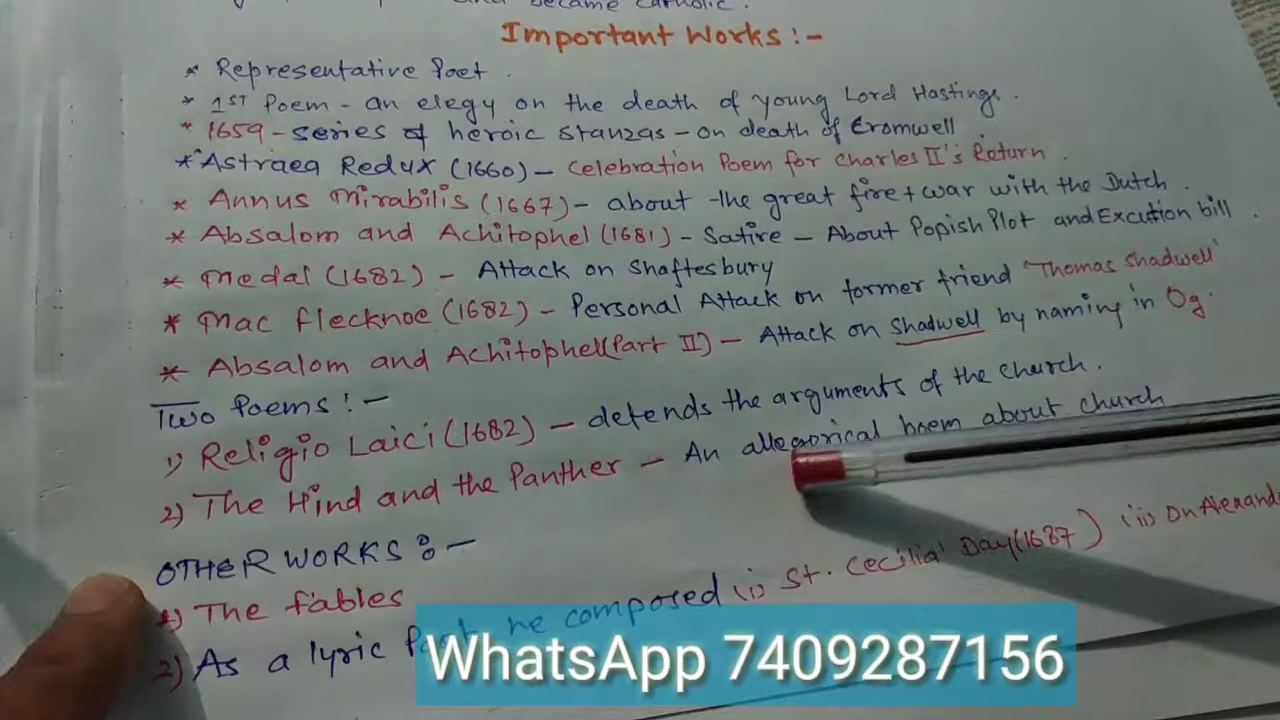 and became Catholic.
Important Works :-
* Representative Poet .
* 1ST Poem - an elegy on the death of young Lord Hastings .
* 1659 - series of heroic stanzas - on death of Cromwell
* Astraea Redux (1660) - Celebration Poem for Charles II's Return .
* Annus Mirabilis (1667) - about the great fire + war with the Dutch .
* Absalom and Achitophel (1681) - Satire - About Popish Plot and Excution bill .
* Medal (1682) - Attack on Shaftesbury
* Mac Flecknoe (1682) - Personal Attack on former friend 'Thomas Shadwell'
* Absalom and Achitophel(Part II) - Attack on Shadwell by naming in Og.
Two Poems :-
1) Religio Laici (1682) - defends the arguments of the church .
2) The Hind and the Panther - An allegorical poem about church
OTHER WORKS :-
1) The fables
2) As a lyric he composed (i) St. Cecilia' Day(1687) (ii) On Alexand
WhatsApp 7409287156